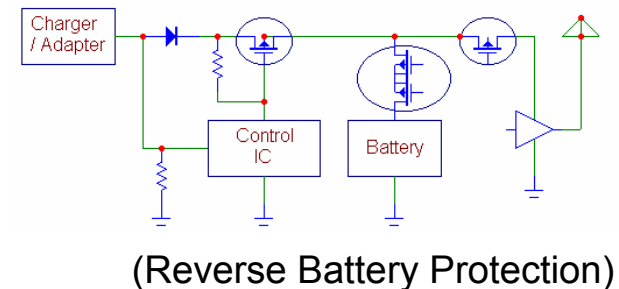 Charger
/ Adapter
Control
IC
Battery
(Reverse Battery Protection)